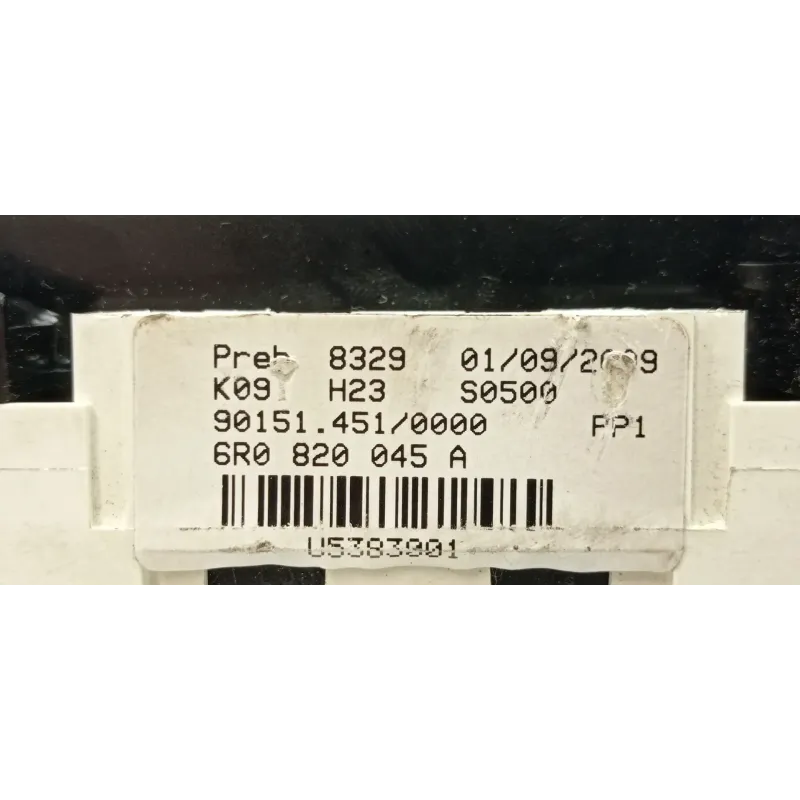 Preh 8329 01/09/2009
K09 H23 S0500
90151.451/0000 PP1
6R0 820 045 A
U5383901